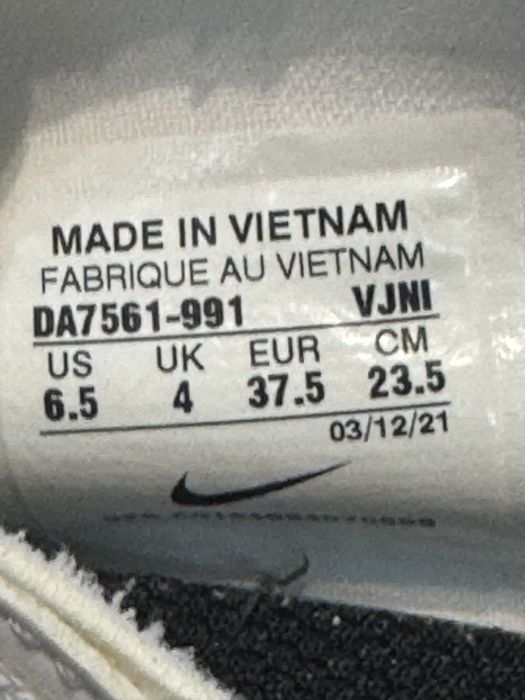 MADE IN VIETNAM
FABRIQUE AU VIETNAM
DA7561-991 VJNI
US UK EUR CM
6.5 4 37.5 23.5
03/12/21